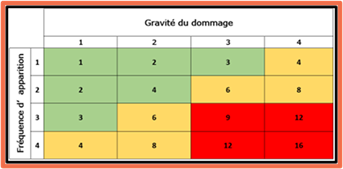 Gravité du dommage
1 2 3 4
Fréquence d' apparition
1 1 2 3 4
2 2 4 6 8
3 3 6 9 12
4 4 8 12 16